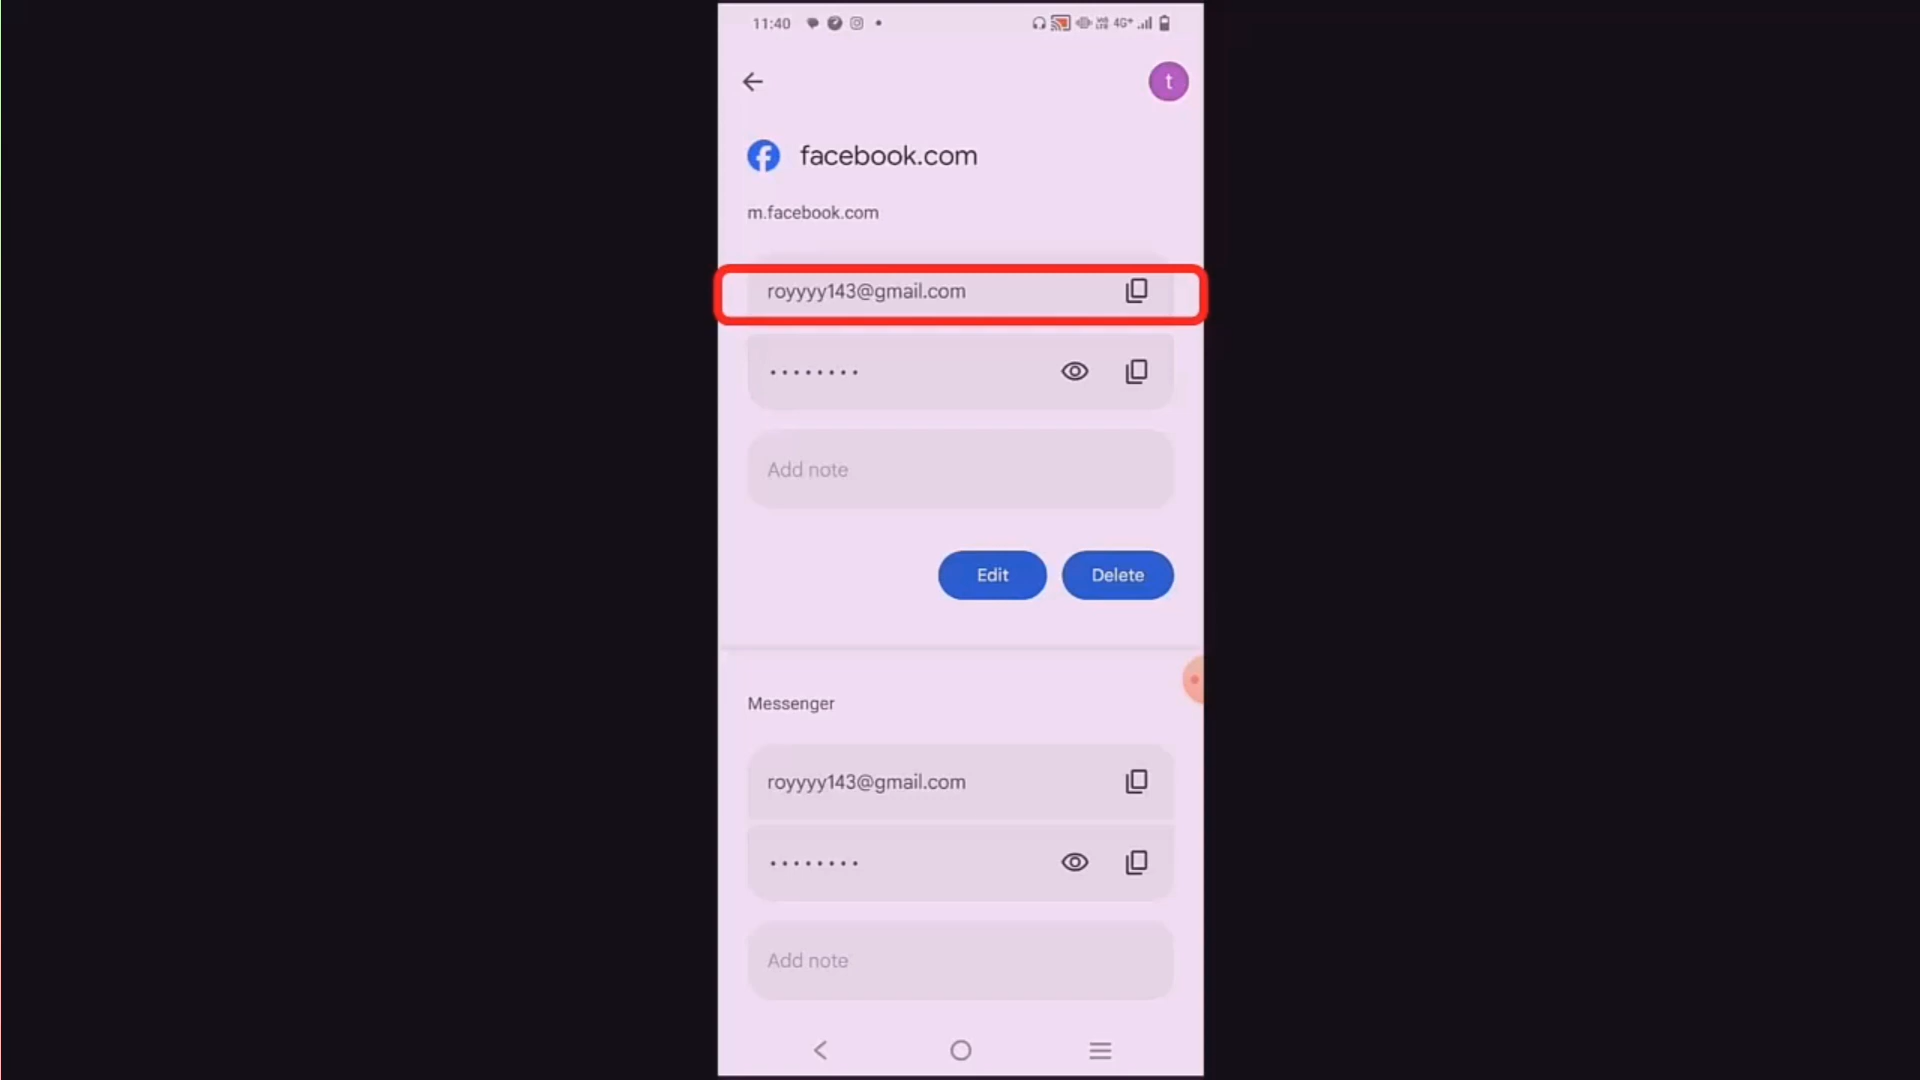 11:40 4G+
t
facebook.com
m.facebook.com
royyyy143@gmail.com
••••••••
Add note
Edit Delete
Messenger
royyyy143@gmail.com
••••••••
Add note